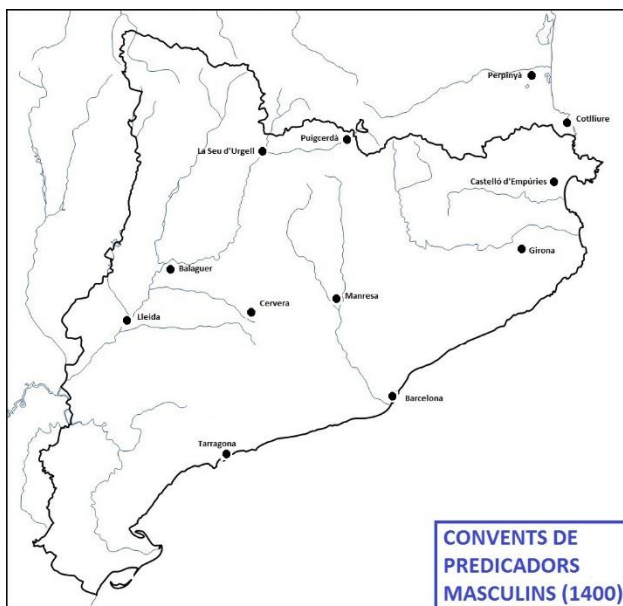 Perpinyà
Cotlliure
Puigcerdà
La Seu d'Urgell
Castelló d'Empúries
Girona
Balaguer
Manresa
Cervera
Lleida
Barcelona
Tarragona
CONVENTS DE
PREDICADORS
MASCULINS (1400)